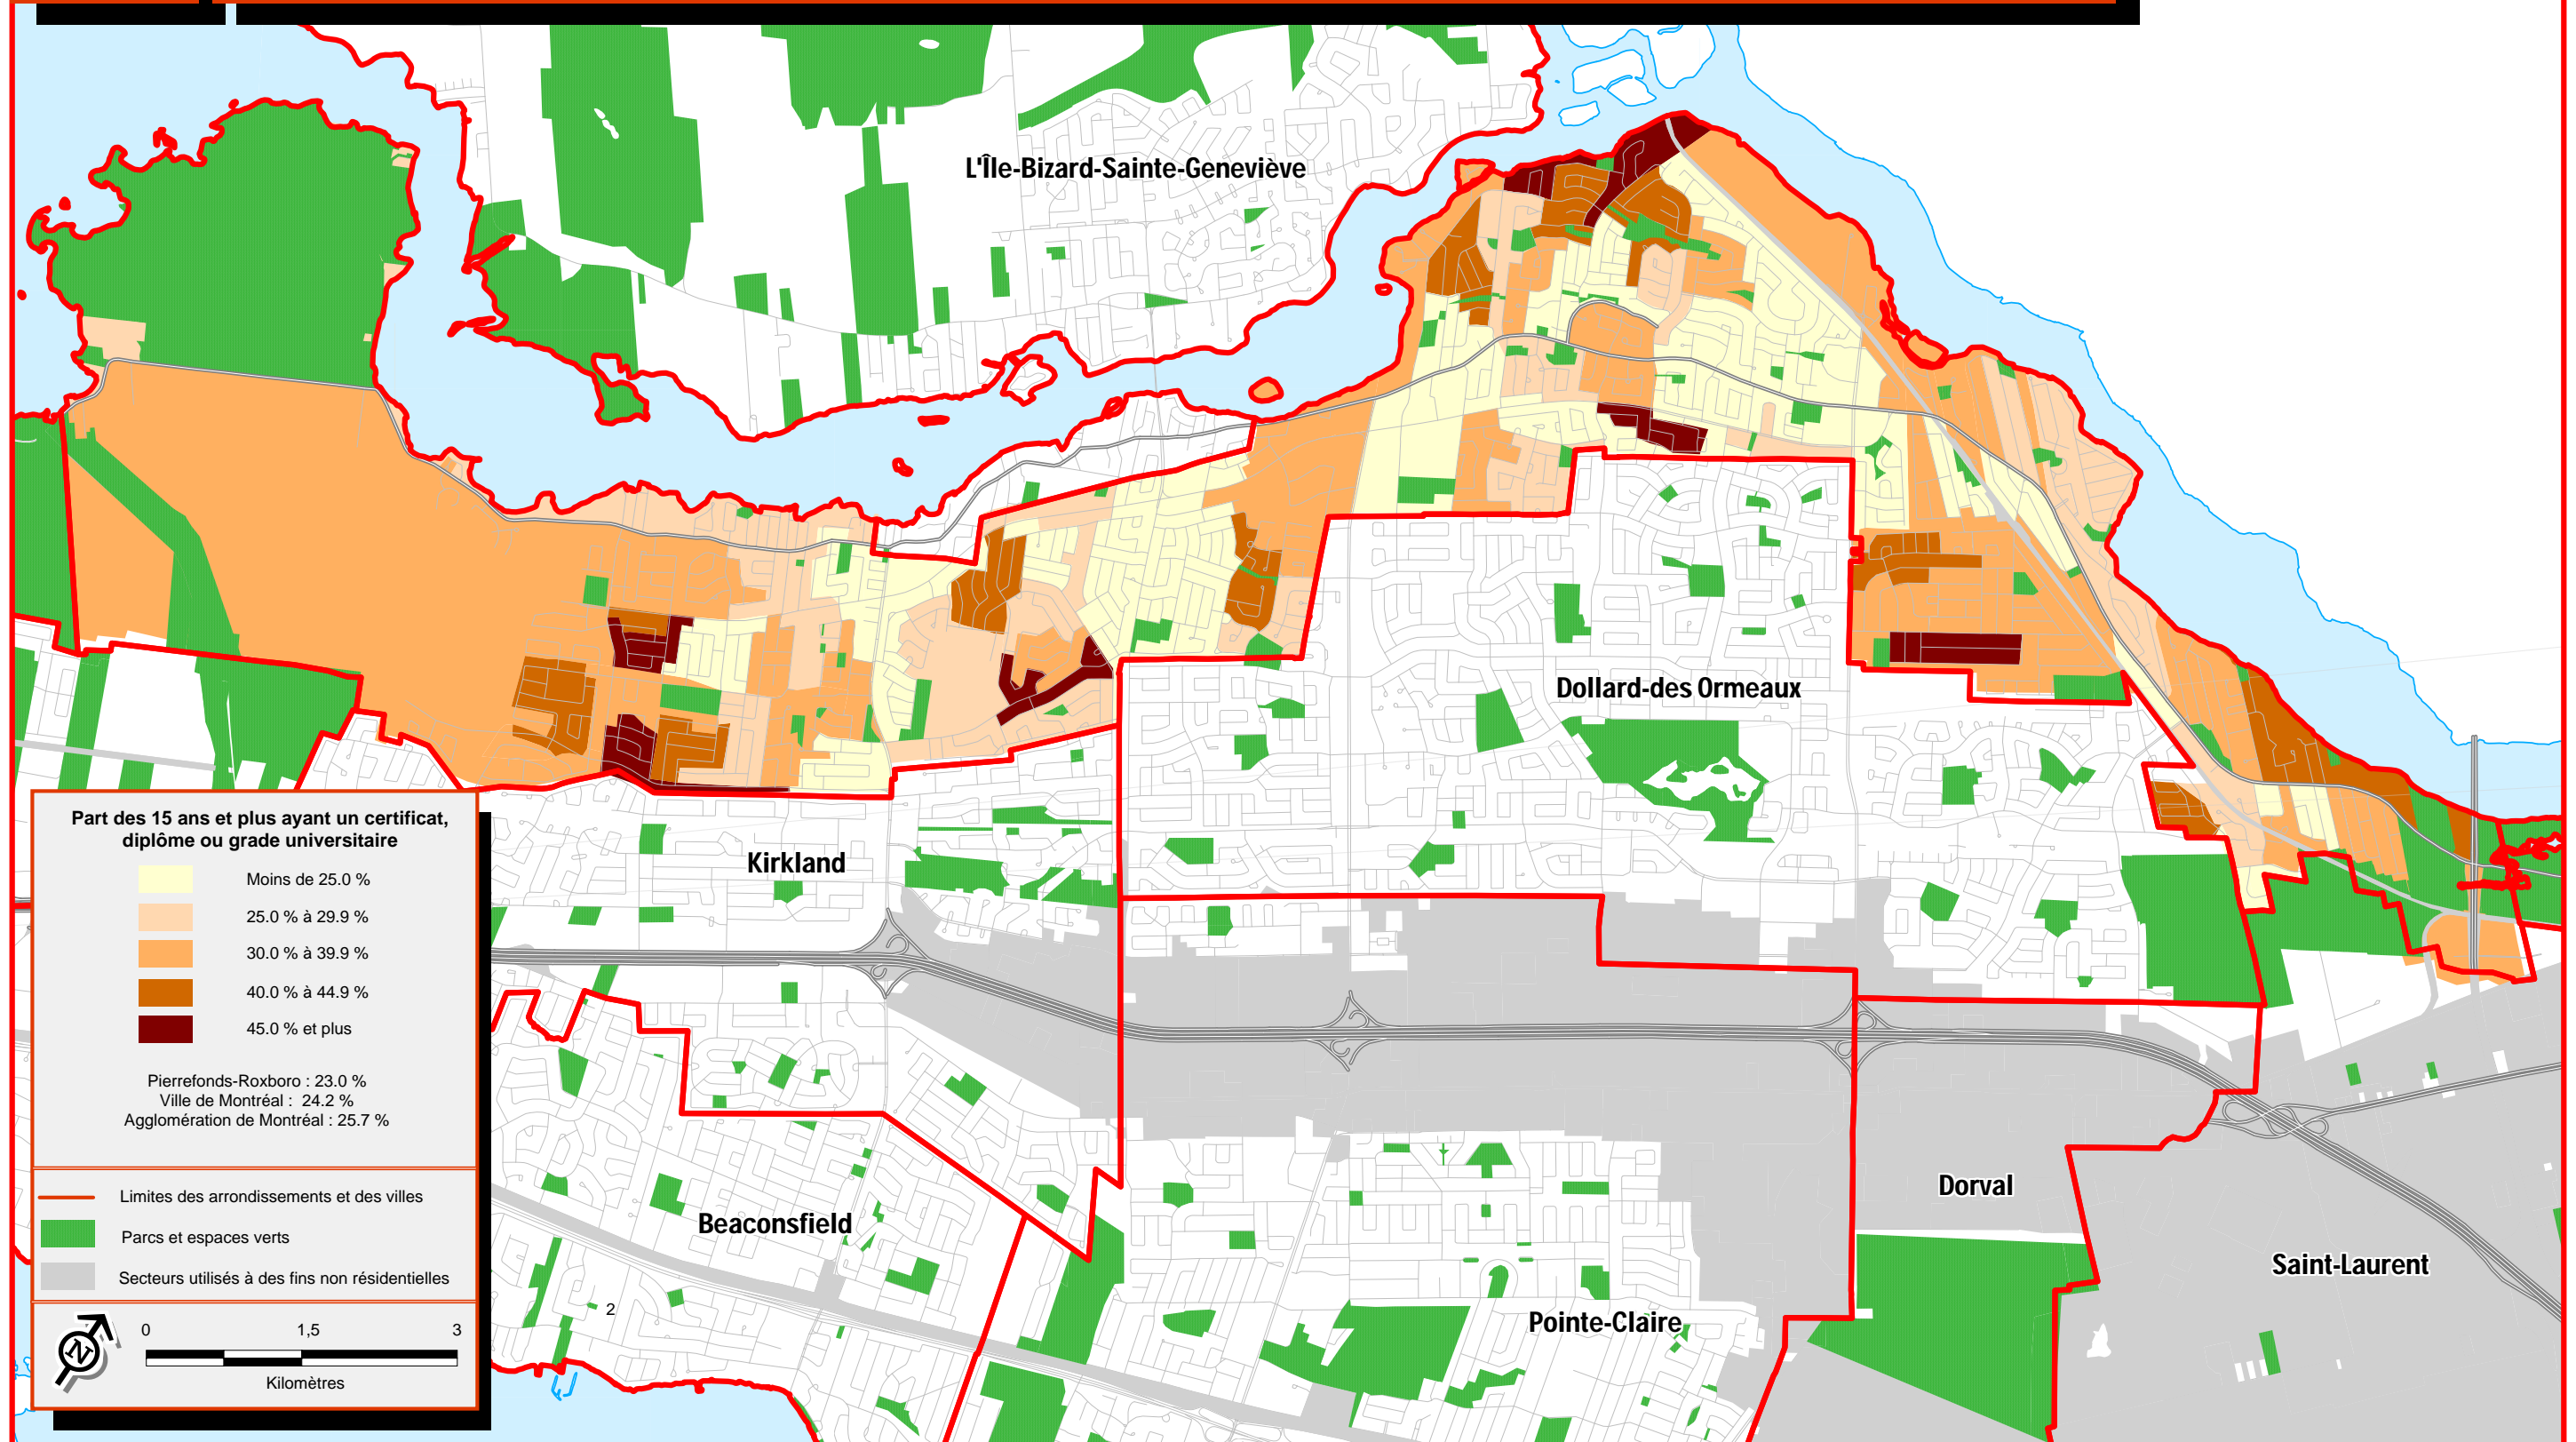 L'Île-Bizard-Sainte-Geneviève
Dollard-des Ormeaux
Kirkland
Beaconsfield
Pointe-Claire
Dorval
Saint-Laurent
2
Part des 15 ans et plus ayant un certificat,
diplôme ou grade universitaire
Moins de 25.0 %
25.0 % à 29.9 %
30.0 % à 39.9 %
40.0 % à 44.9 %
45.0 % et plus
Pierrefonds-Roxboro : 23.0 %
Ville de Montréal : 24.2 %
Agglomération de Montréal : 25.7 %
Limites des arrondissements et des villes
Parcs et espaces verts
Secteurs utilisés à des fins non résidentielles
N
0 1,5 3
Kilomètres